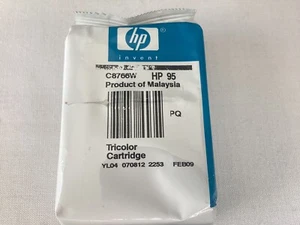 hp
invent
C8766W HP 95
Product of Malaysia
PQ
Tricolor
Cartridge
YL04 070812 2253 FEB09